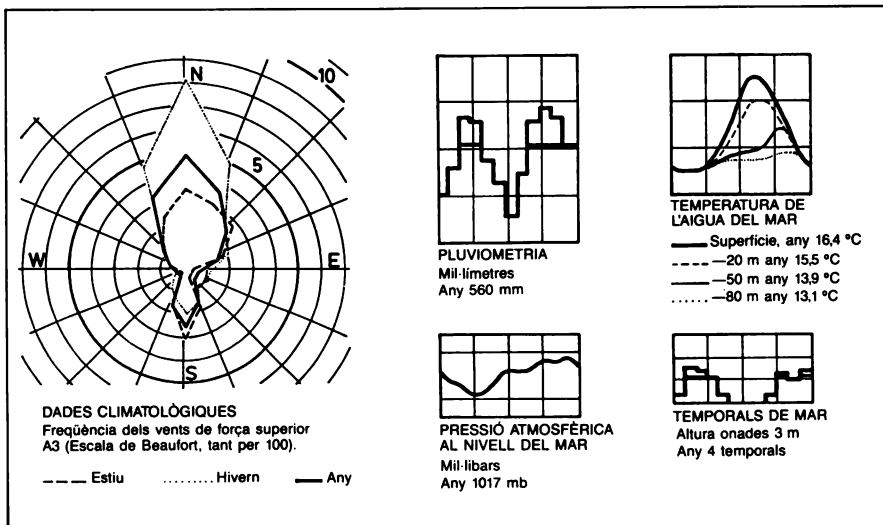 N
10
5
W
E
S
DADES CLIMATOLÒGIQUES
Freqüència dels vents de força superior
A3 (Escala de Beaufort, tant per 100).
Estiu
Hivern
Any
PLUVIOMETRIA
Mil·límetres
Any 560 mm
PRESSIÓ ATMOSFÈRICA
AL NIVELL DEL MAR
Mil·libars
Any 1017 mb
TEMPERATURA DE
L'AIGUA DEL MAR
Superfície, any 16,4 °C
—20 m any 15,5 °C
—50 m any 13,9 °C
—80 m any 13,1 °C
TEMPORALS DE MAR
Altura onades 3 m
Any 4 temporals